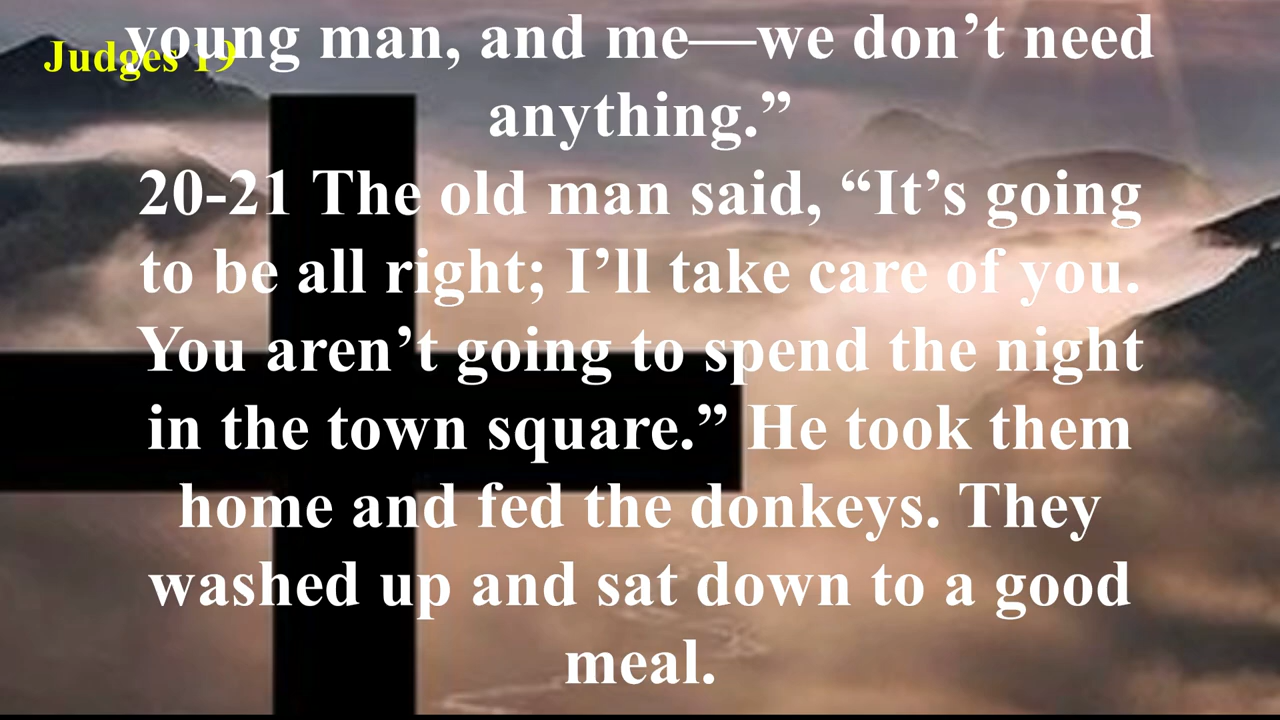 Judges 19
young man, and me—we don’t need
anything.”
20-21 The old man said, “It’s going
to be all right; I’ll take care of you.
You aren’t going to spend the night
in the town square.” He took them
home and fed the donkeys. They
washed up and sat down to a good
meal.